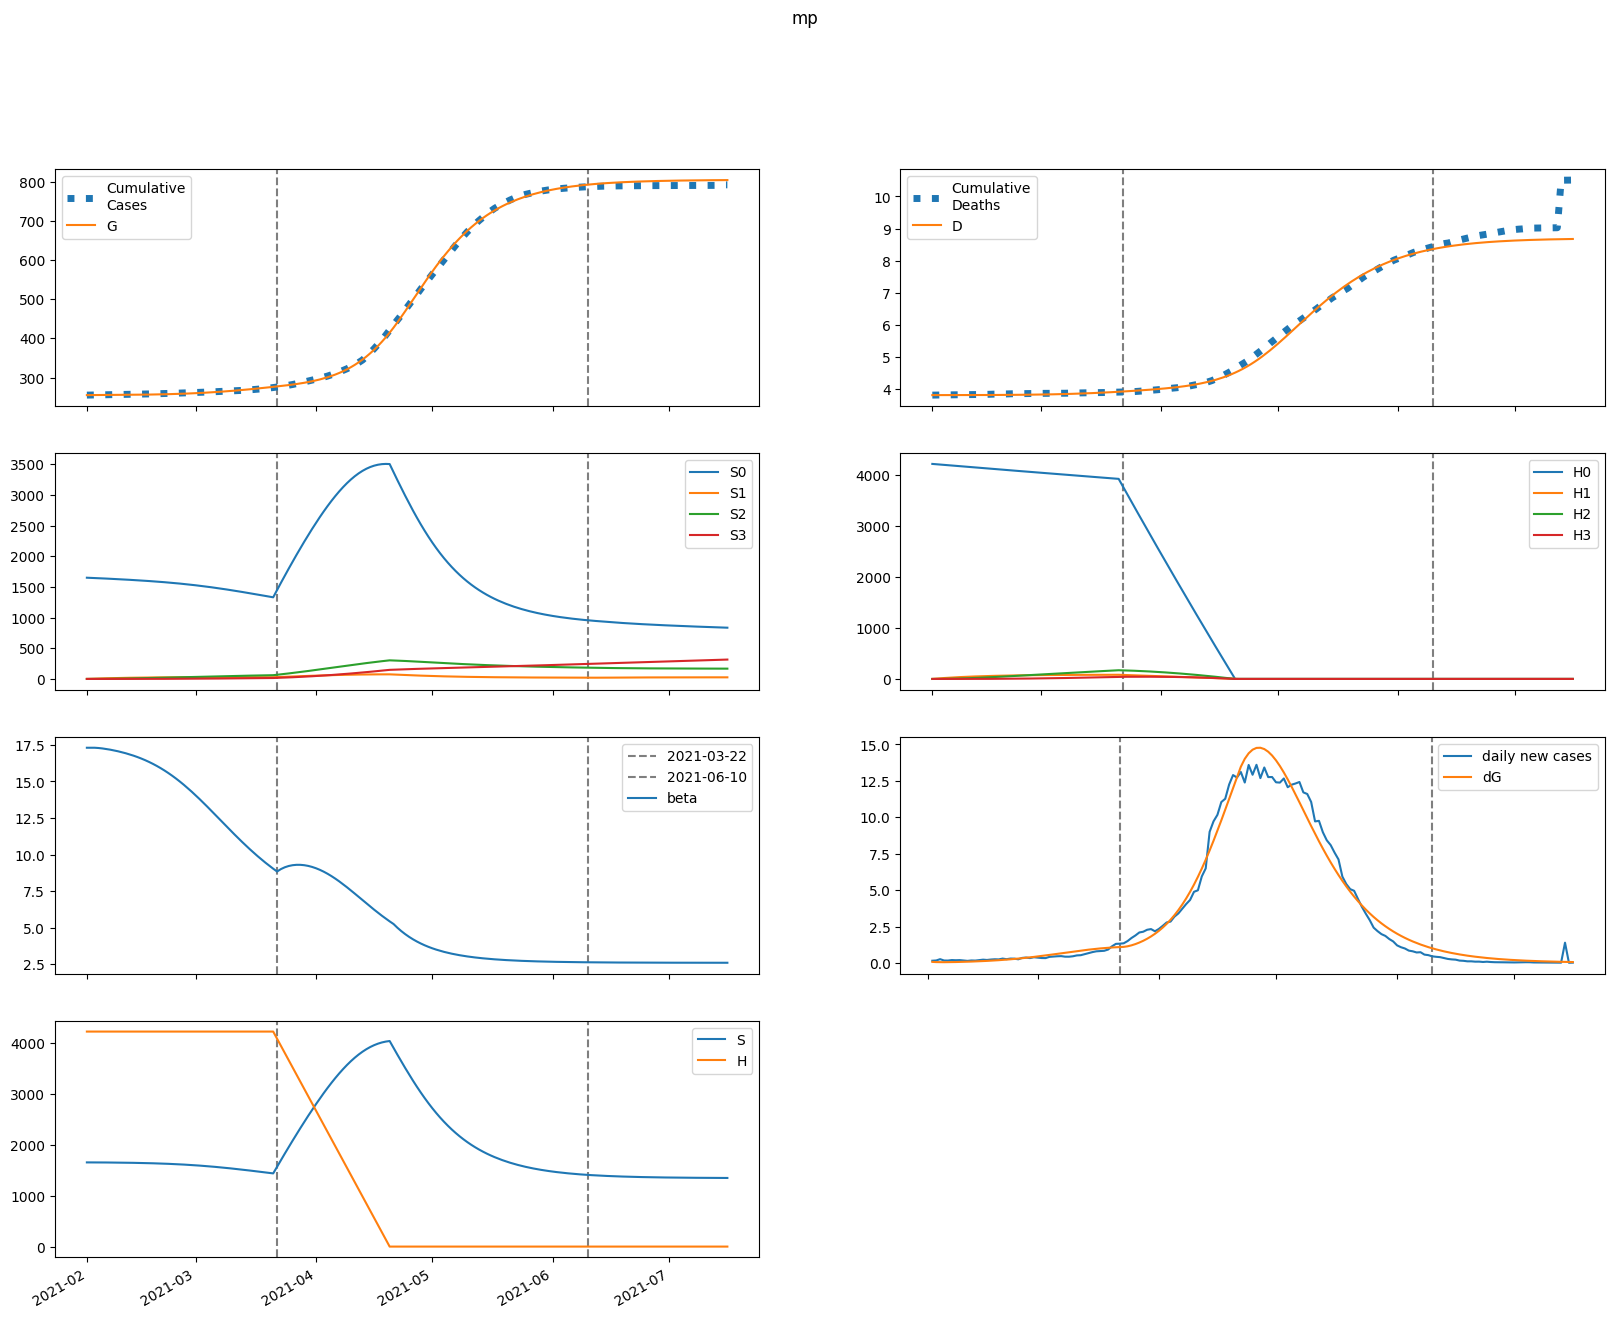 mp
Cumulative
Cases
G
800
700
600
500
400
300
Cumulative
Deaths
D
10
9
8
7
6
5
4
S0
S1
S2
S3
3500
3000
2500
2000
1500
1000
500
0
H0
H1
H2
H3
4000
3000
2000
1000
0
2021-03-22
2021-06-10
beta
17.5
15.0
12.5
10.0
7.5
5.0
2.5
daily new cases
dG
15.0
12.5
10.0
7.5
5.0
2.5
0.0
S
H
4000
3000
2000
1000
0
2021-02
2021-03
2021-04
2021-05
2021-06
2021-07